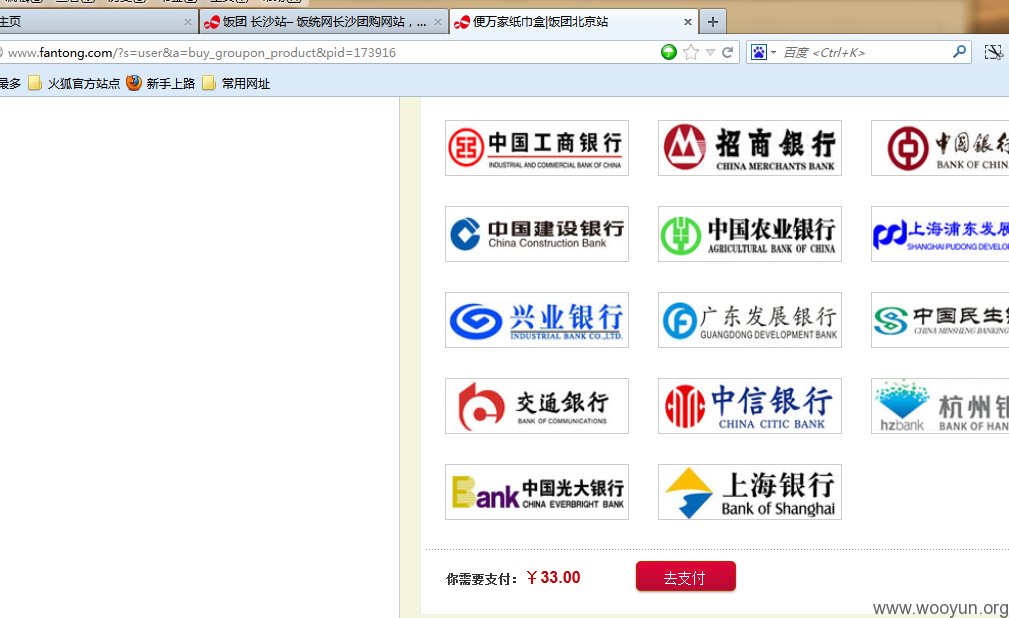 主页
饭团 长沙站– 饭统网长沙团购网站，...
便万家纸巾盒|饭团北京站
www.fantong.com/?s=user&a=buy_groupon_product&pid=173916
百度 <Ctrl+K>
最多 火狐官方站点 新手上路 常用网址
中国工商银行
INDUSTRIAL AND COMMERCIAL BANK OF CHINA
招商银行
CHINA MERCHANTS BANK
中国银行
BANK OF CHIN
中国建设银行
China Construction Bank
中国农业银行
AGRICULTURAL BANK OF CHINA
上海浦东发展
SHANGHAI PUDONG DEVELO
兴业银行
INDUSTRIAL BANK CO.,LTD.
广东发展银行
GUANGDONG DEVELOPMENT BANK
中国民生
CHINA MINSHENG BANKING
交通银行
BANK OF COMMUNICATIONS
中信银行
CHINA CITIC BANK
hzbank
杭州银
BANK OF HAN
Bank
中国光大银行
CHINA EVERBRIGHT BANK
上海银行
Bank of Shanghai
你需要支付：￥33.00
去支付
www.wooyun.org